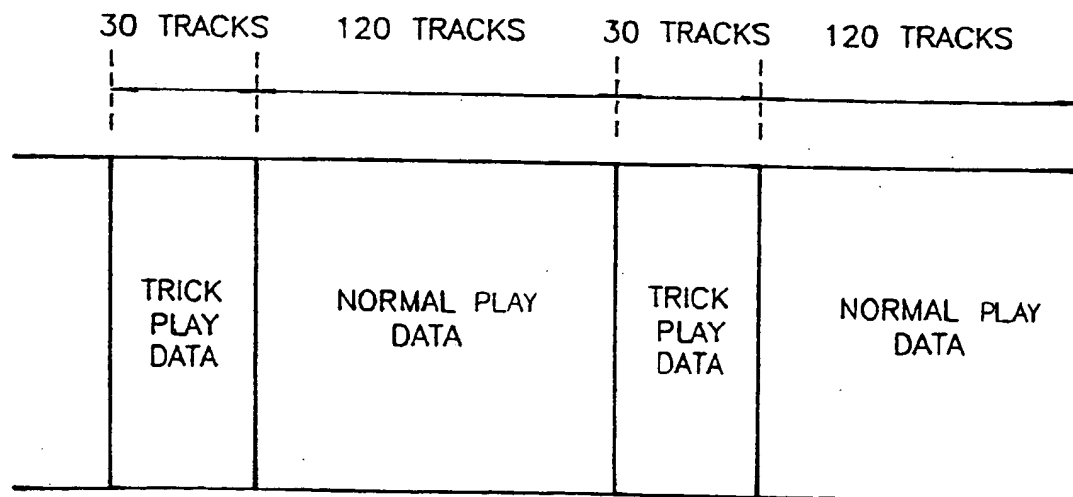 30 TRACKS 120 TRACKS 30 TRACKS 120 TRACKS
TRICK
PLAY
DATA
NORMAL PLAY
DATA
TRICK
PLAY
DATA
NORMAL PLAY
DATA